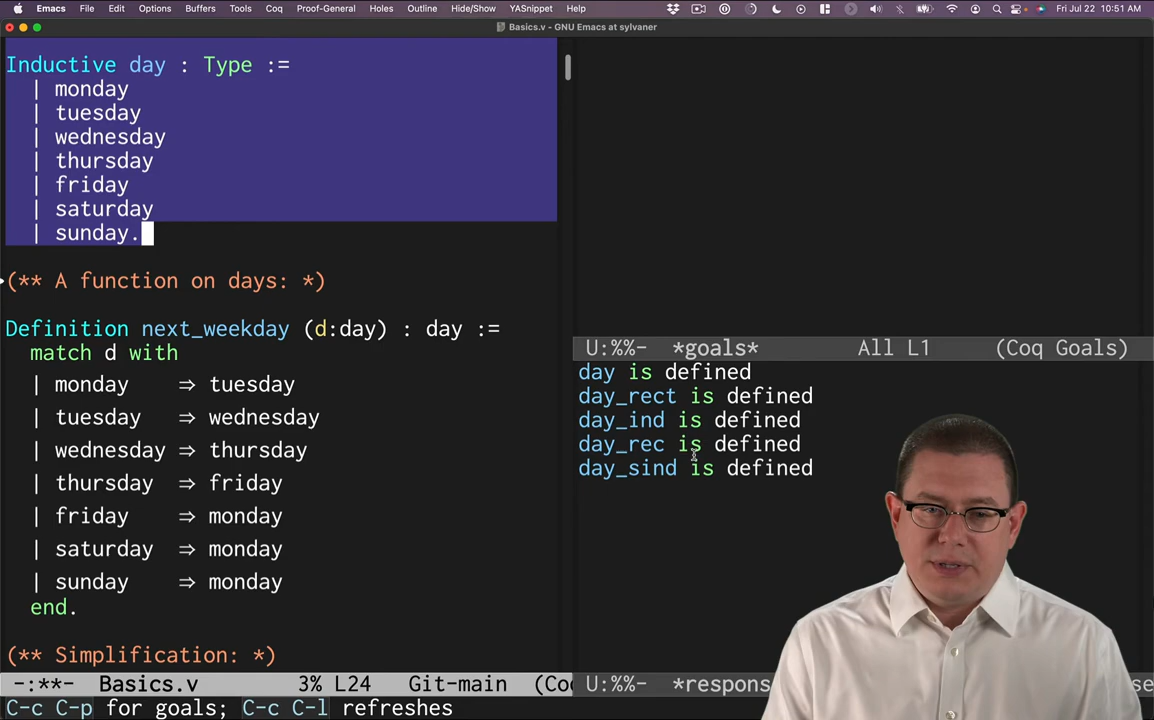 Emacs File Edit Options Buffers Tools Coq Proof-General Holes Outline Hide/Show YASnippet Help Fri Jul 22 10:51 AM
Basics.v - GNU Emacs at sylvaner
Inductive day : Type :=
| monday
| tuesday
| wednesday
| thursday
| friday
| saturday
| sunday.
(** A function on days: *)
Definition next_weekday (d:day) : day :=
match d with
| monday ⇒ tuesday
| tuesday ⇒ wednesday
| wednesday ⇒ thursday
| thursday ⇒ friday
| friday ⇒ monday
| saturday ⇒ monday
| sunday ⇒ monday
end.
(** Simplification: *)
-:**- Basics.v 3% L24 Git-main (Co
C-c C-p for goals; C-c C-l refreshes
U:%%- *goals* All L1 (Coq Goals)
day is defined
day_rect is defined
day_ind is defined
day_rec is defined
day_sind is defined
U:%%- *respons